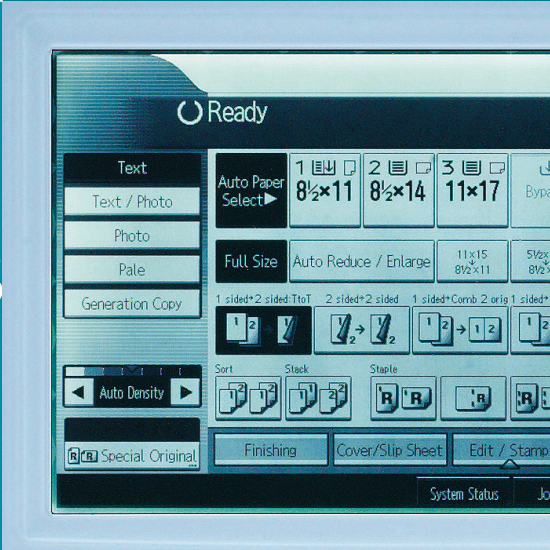 Ready
Text
Text / Photo
Photo
Pale
Generation Copy
Auto Density
Special Original
Auto Paper
Select▶
1
8½×11
2
8½×14
3
11×17
Full Size
Auto Reduce / Enlarge
11×15
8½×11
1 sided→2 sided:TtoT
2 sided→2 sided
1 sided→Comb 2 orig
1 sided→
Sort
Stack
Staple
Finishing
Cover/Slip Sheet
Edit / Stamp
System Status